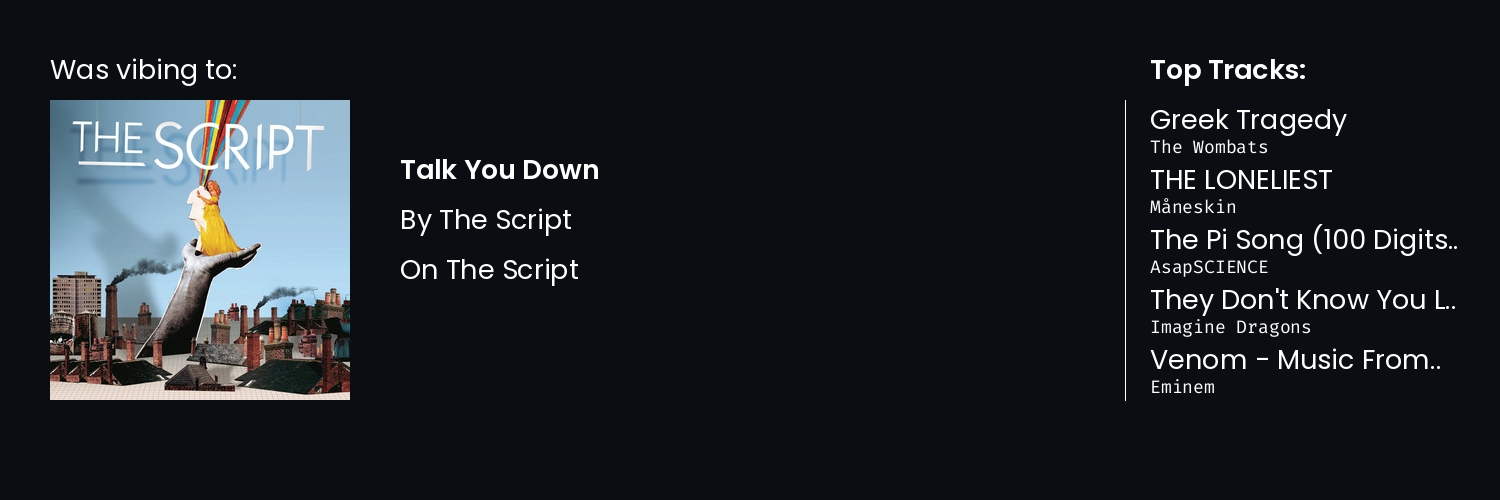 Was vibing to:
THE SCRIPT
Talk You Down
By The Script
On The Script
Top Tracks:
Greek Tragedy
The Wombats
THE LONELIEST
Måneskin
The Pi Song (100 Digits..
AsapSCIENCE
They Don't Know You L..
Imagine Dragons
Venom - Music From..
Eminem